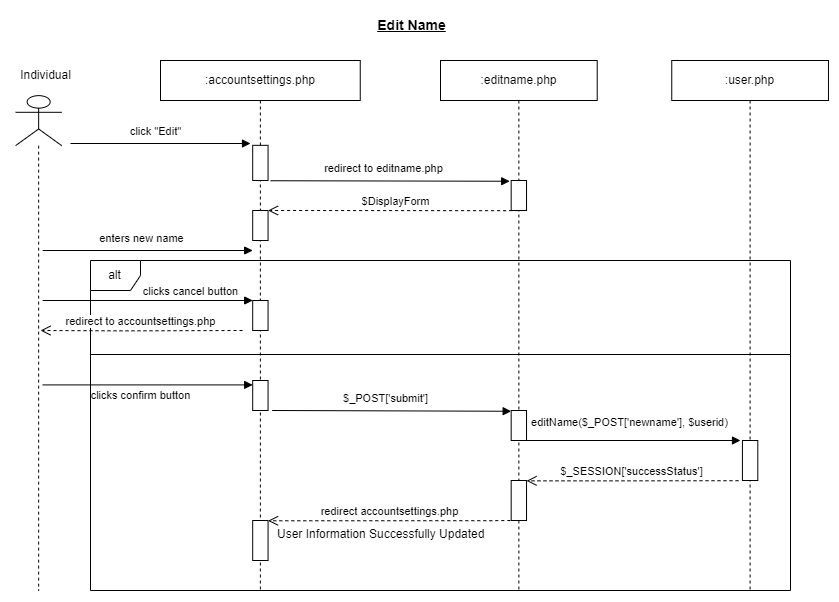 Edit Name
Individual
:accountsettings.php
:editname.php
:user.php
click "Edit"
redirect to editname.php
$DisplayForm
enters new name
alt
clicks cancel button
redirect to accountsettings.php
clicks confirm button
$_POST['submit']
editName($_POST['newname'], $userid)
$_SESSION['successStatus']
redirect accountsettings.php
User Information Successfully Updated